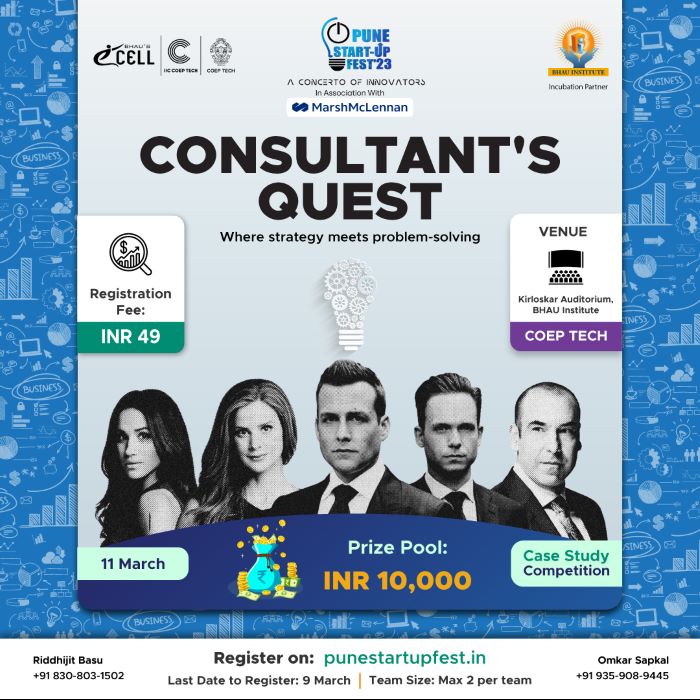 BHAU'S
CELL
IIC COEP TECH
COEP TECH
PUNE
START-UP
FEST'23
A CONCERTO OF INNOVATORS
In Association With
MarshMcLennan
BHAU INSTITUTE
Incubation Partner
CONSULTANT'S
QUEST
Where strategy meets problem-solving
Registration
Fee:
INR 49
VENUE
Kirloskar Auditorium,
BHAU Institute
COEP TECH
11 March
Prize Pool:
INR 10,000
Case Study
Competition
Riddhijit Basu
+91 830-803-1502
Register on: punestartupfest.in
Last Date to Register: 9 March | Team Size: Max 2 per team
Omkar Sapkal
+91 935-908-9445
BUSINESS
BUSINESS
BUSINESS
BUSINESS